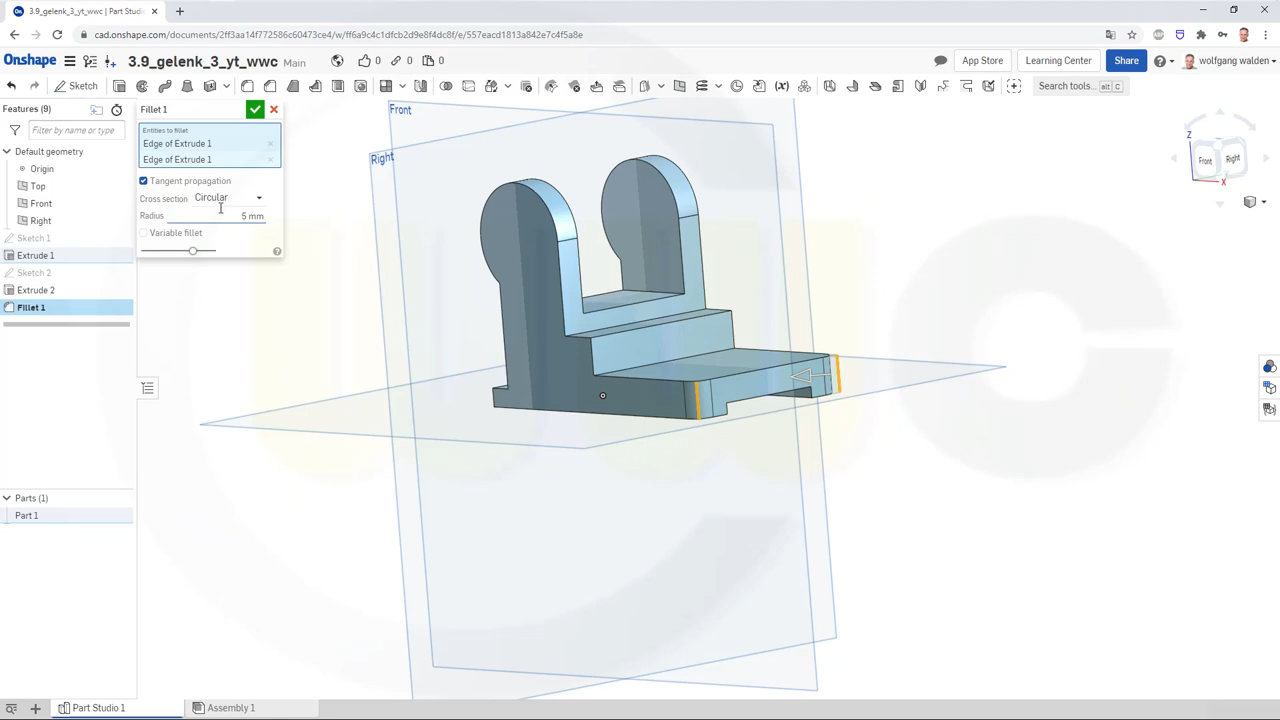 3.9_gelenk_3_yt_wwc | Part Studio 1
cad.onshape.com/documents/2ff3aa14f772586c60473c0f/w/ff6a9c4c1dfcb2d9e8f4dc8f/e/557eacd1813a842e7c4f5a8e
Onshape
3.9_gelenk_3_yt_wwc Main
0
0
0
App Store
Learning Center
Share
wolfgang walden
Sketch
Search tools...
alt
C
Features (9)
Filter by name or type
Default geometry
Origin
Top
Front
Right
Sketch 1
Extrude 1
Sketch 2
Extrude 2
Fillet 1
Parts (1)
Part 1
Fillet 1
Entities to fillet
Edge of Extrude 1
Edge of Extrude 1
Tangent propagation
Cross section Circular
Radius 5 mm
Variable fillet
Front
Right
Z
Front
Right
X
Part Studio 1
Assembly 1